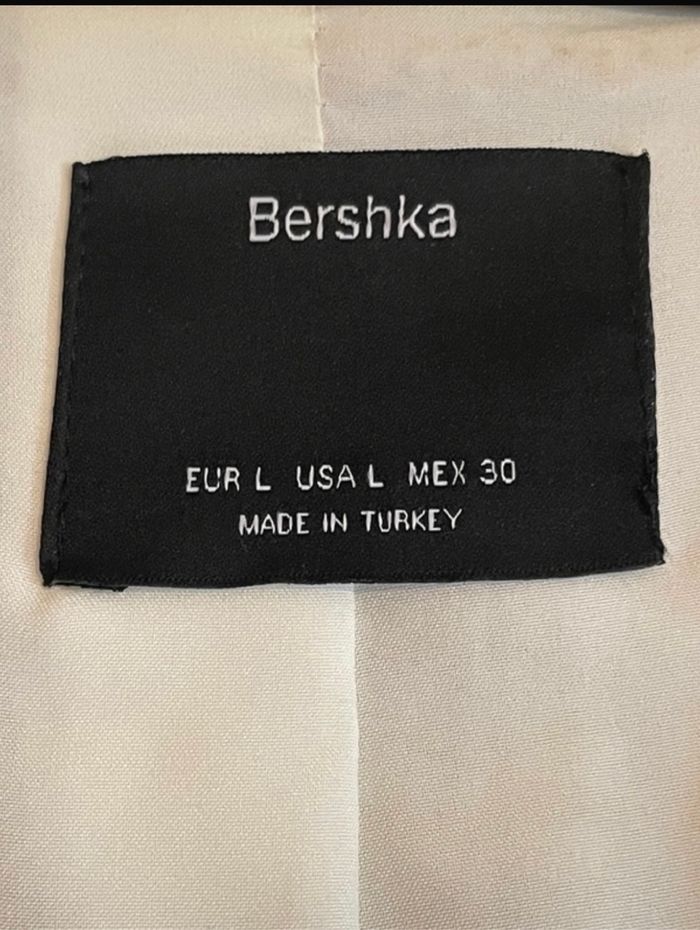 Bershka
EUR L USA L MEX 30
MADE IN TURKEY